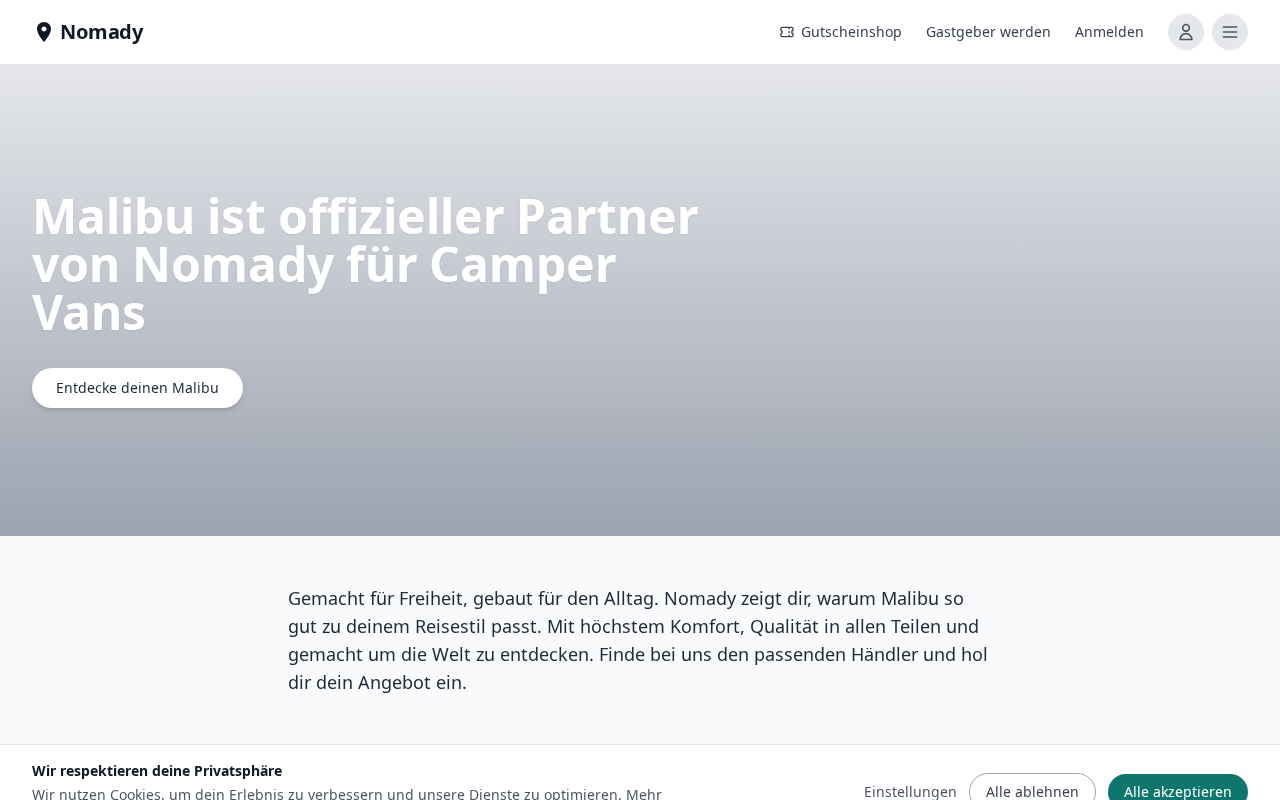 Nomady
Gutscheinshop
Gastgeber werden
Anmelden
Malibu ist offizieller Partner
von Nomady für Camper
Vans
Entdecke deinen Malibu
Gemacht für Freiheit, gebaut für den Alltag. Nomady zeigt dir, warum Malibu so
gut zu deinem Reisestil passt. Mit höchstem Komfort, Qualität in allen Teilen und
gemacht um die Welt zu entdecken. Finde bei uns den passenden Händler und hol
dir dein Angebot ein.
Wir respektieren deine Privatsphäre
Wir nutzen Cookies, um dein Erlebnis zu verbessern und unsere Dienste zu optimieren. Mehr
Einstellungen
Alle ablehnen
Alle akzeptieren